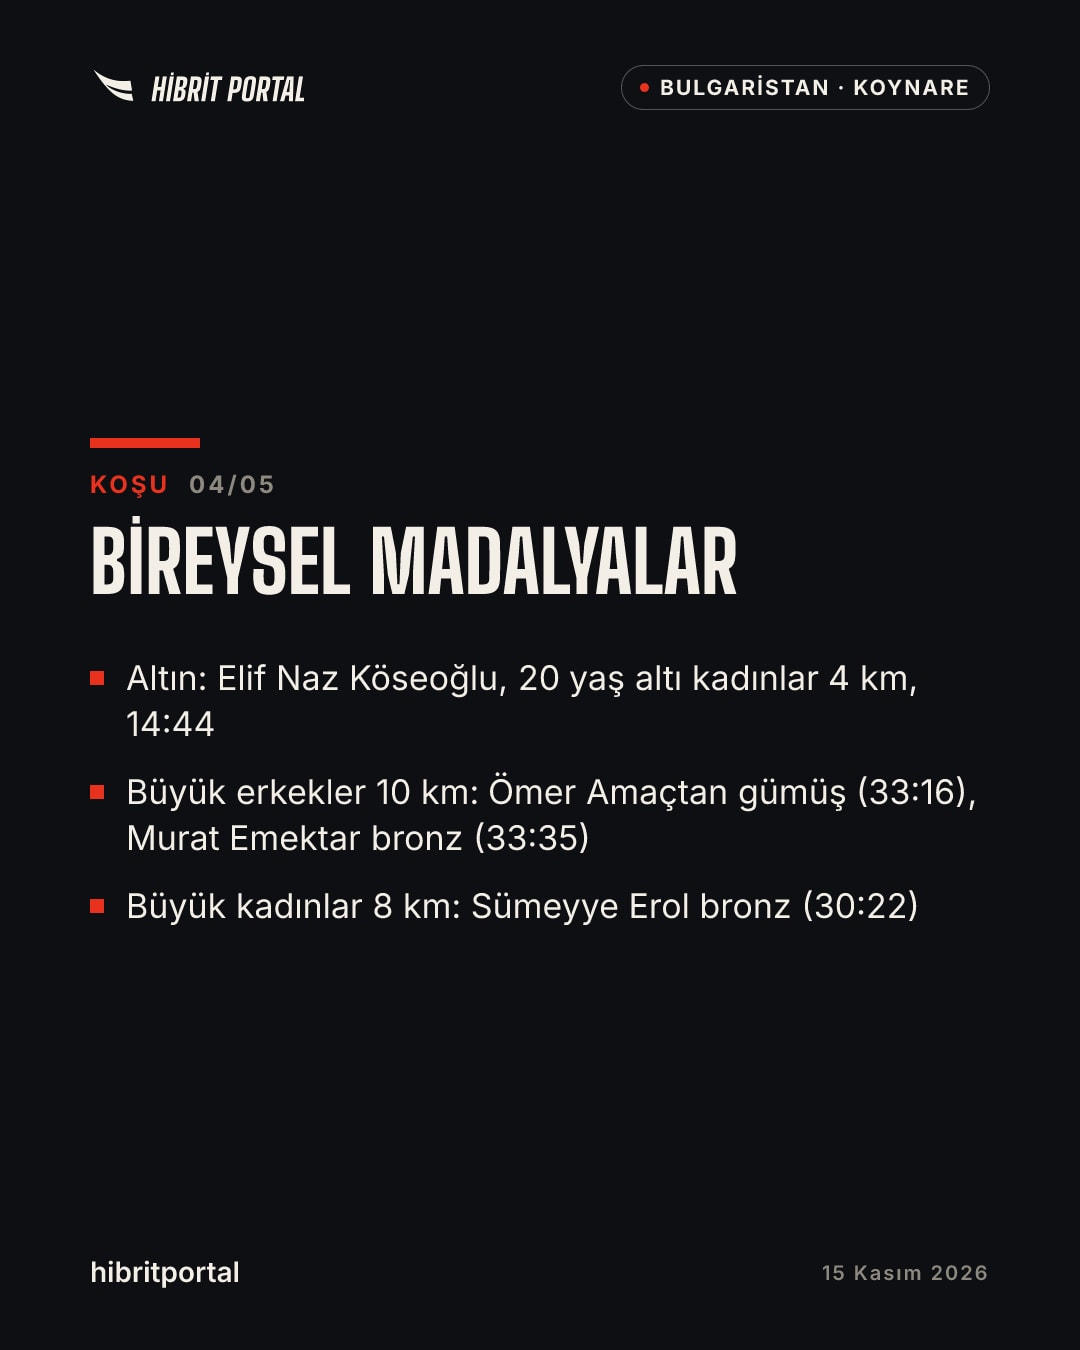 HİBRİT PORTAL
BULGARİSTAN · KOYNARE
KOŞU 04/05
BİREYSEL MADALYALAR
Altın: Elif Naz Köseoğlu, 20 yaş altı kadınlar 4 km,
14:44
Büyük erkekler 10 km: Ömer Amaçtan gümüş (33:16),
Murat Emektar bronz (33:35)
Büyük kadınlar 8 km: Sümeyye Erol bronz (30:22)
hibritportal
15 Kasım 2026